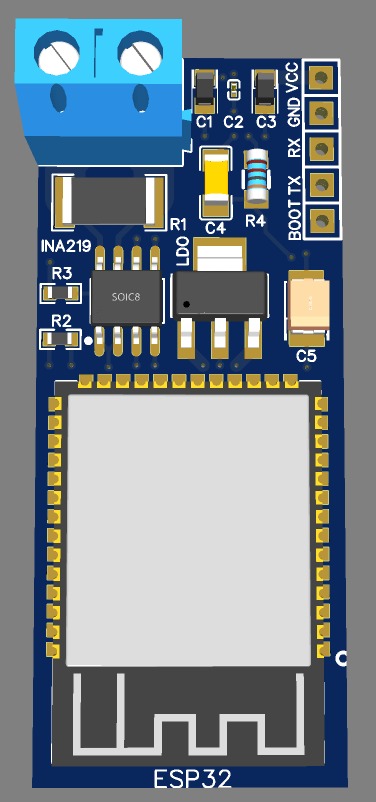 VCC
C1 C2 C3
GND
RX
C4 R4
TX
R1
BOOT
INA219
LDO
R3
SOIC8
R2
C5
ESP32